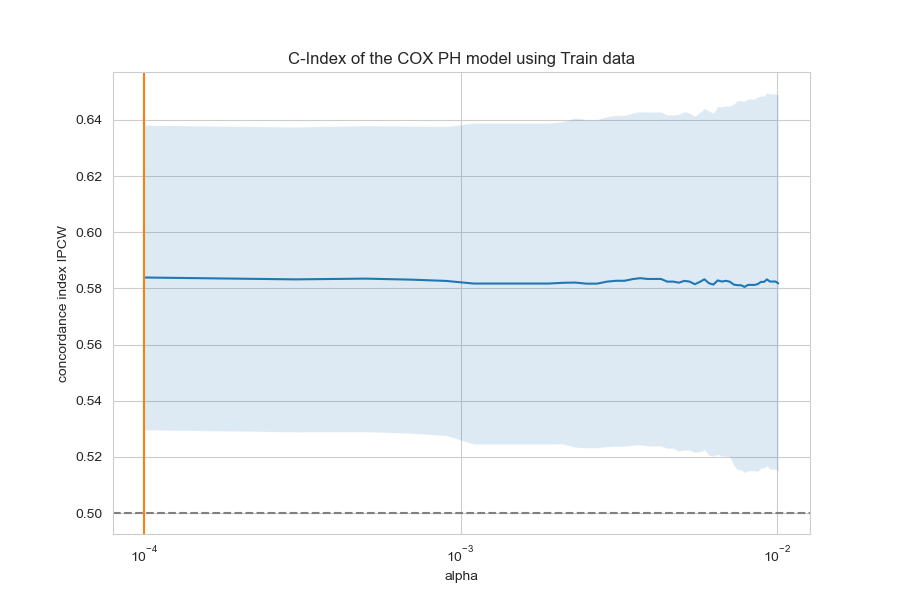 C-Index of the COX PH model using Train data
concordance index IPCW
0.64
0.62
0.60
0.58
0.56
0.54
0.52
0.50
10⁻⁴ 10⁻³ 10⁻²
alpha